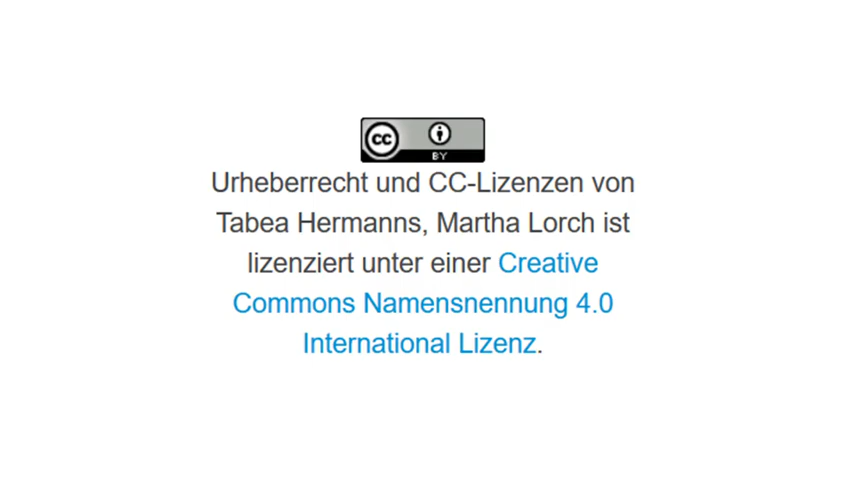 cc
BY
Urheberrecht und CC-Lizenzen von
Tabea Hermanns, Martha Lorch ist
lizenziert unter einer Creative
Commons Namensnennung 4.0
International Lizenz.